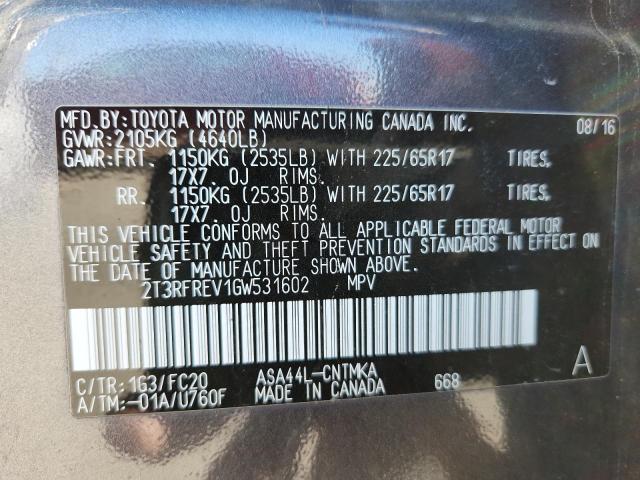 MFD.BY:TOYOTA MOTOR MANUFACTURING CANADA INC. 08/16
GVWR:2105KG (4640LB)
GAWR:FRT. 1150KG (2535LB) WITH 225/65R17 TIRES,
17X7.0J RIMS.
RR. 1150KG (2535LB) WITH 225/65R17 TIRES,
17X7.0J RIMS.
THIS VEHICLE CONFORMS TO ALL APPLICABLE FEDERAL MOTOR
VEHICLE SAFETY AND THEFT PREVENTION STANDARDS IN EFFECT ON
THE DATE OF MANUFACTURE SHOWN ABOVE.
2T3RFREV1GW531602 MPV
C/TR:1G3/FC20 ASA44L-CNTMKA 668 A
A/TM:-01A/U760F MADE IN CANADA